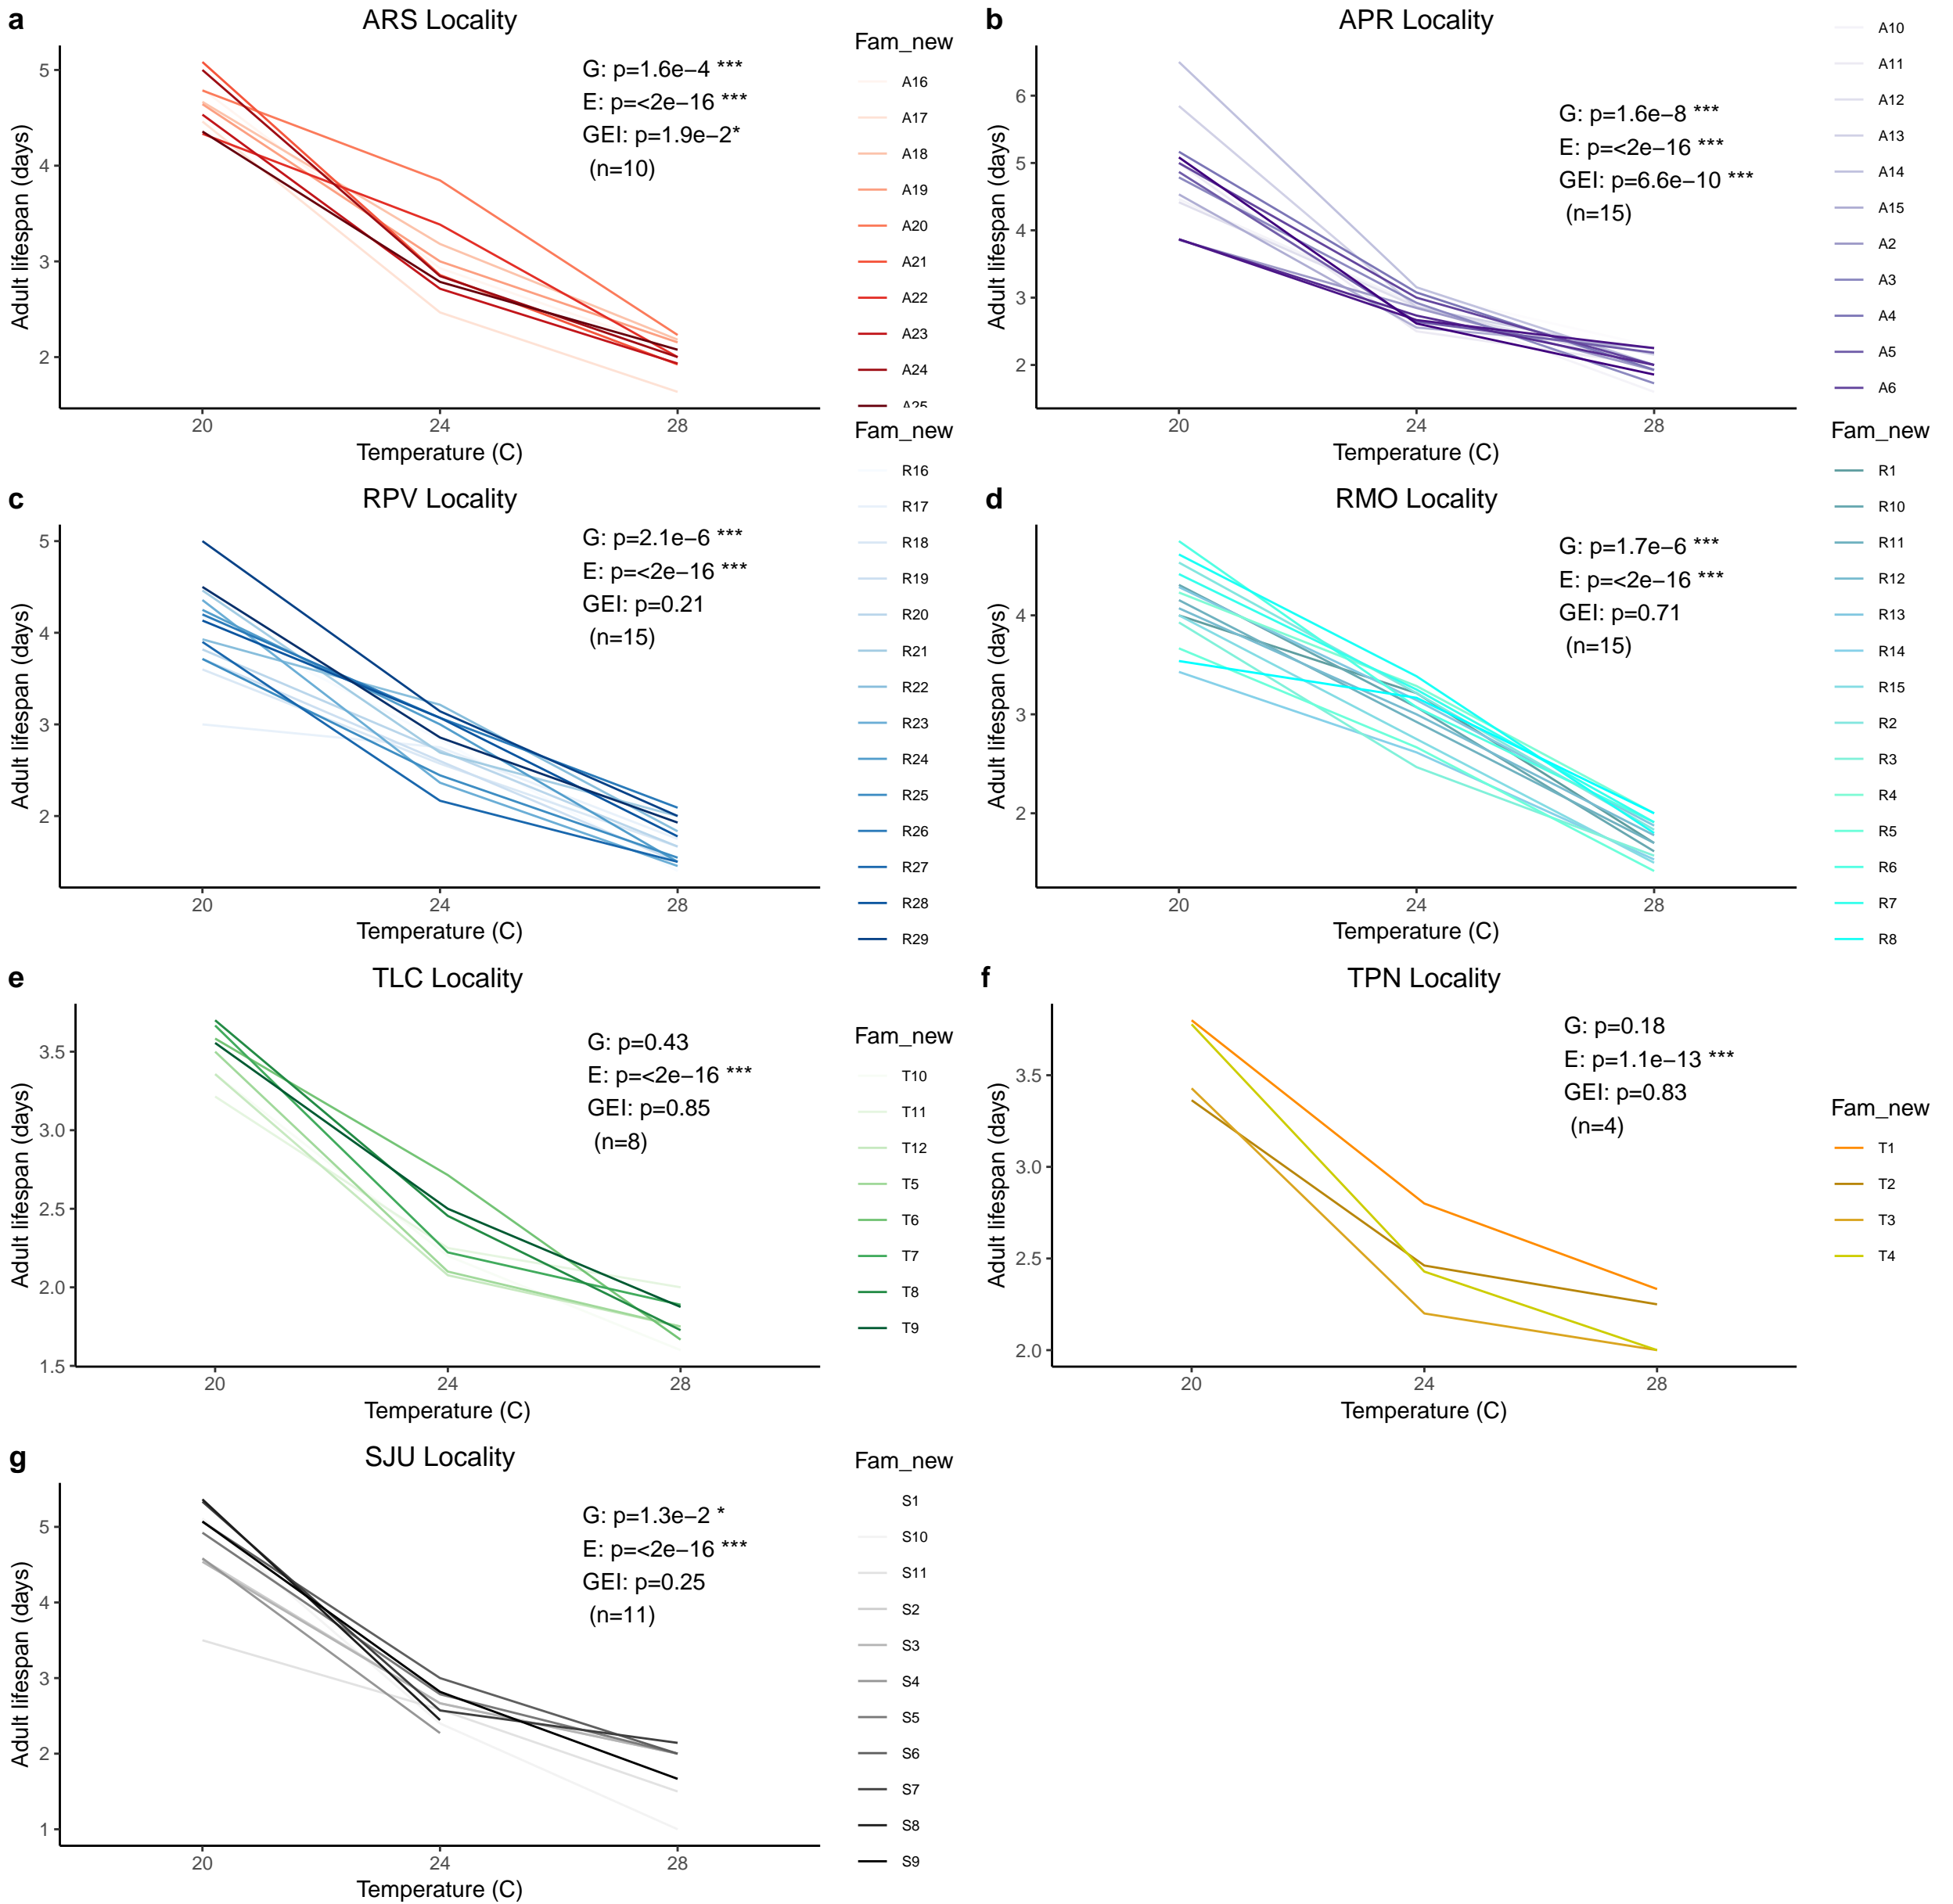 a
ARS Locality
Adult lifespan (days)
5
4
3
2
20
24
28
Temperature (C)
G: p=1.6e−4 ***
E: p=<2e−16 ***
GEI: p=1.9e−2*
(n=10)
Fam_new
A16
A17
A18
A19
A20
A21
A22
A23
A24
A25
b
APR Locality
Adult lifespan (days)
6
5
4
3
2
20
24
28
Temperature (C)
G: p=1.6e−8 ***
E: p=<2e−16 ***
GEI: p=6.6e−10 ***
(n=15)
A10
A11
A12
A13
A14
A15
A2
A3
A4
A5
A6
c
RPV Locality
Adult lifespan (days)
5
4
3
2
20
24
28
Temperature (C)
G: p=2.1e−6 ***
E: p=<2e−16 ***
GEI: p=0.21
(n=15)
Fam_new
R16
R17
R18
R19
R20
R21
R22
R23
R24
R25
R26
R27
R28
R29
d
RMO Locality
Adult lifespan (days)
4
3
2
20
24
28
Temperature (C)
G: p=1.7e−6 ***
E: p=<2e−16 ***
GEI: p=0.71
(n=15)
Fam_new
R1
R10
R11
R12
R13
R14
R15
R2
R3
R4
R5
R6
R7
R8
e
TLC Locality
Adult lifespan (days)
3.5
3.0
2.5
2.0
1.5
20
24
28
Temperature (C)
G: p=0.43
E: p=<2e−16 ***
GEI: p=0.85
(n=8)
Fam_new
T10
T11
T12
T5
T6
T7
T8
T9
f
TPN Locality
Adult lifespan (days)
3.5
3.0
2.5
2.0
20
24
28
Temperature (C)
G: p=0.18
E: p=1.1e−13 ***
GEI: p=0.83
(n=4)
Fam_new
T1
T2
T3
T4
g
SJU Locality
Adult lifespan (days)
5
4
3
2
1
20
24
28
Temperature (C)
G: p=1.3e−2 *
E: p=<2e−16 ***
GEI: p=0.25
(n=11)
Fam_new
S1
S10
S11
S2
S3
S4
S5
S6
S7
S8
S9